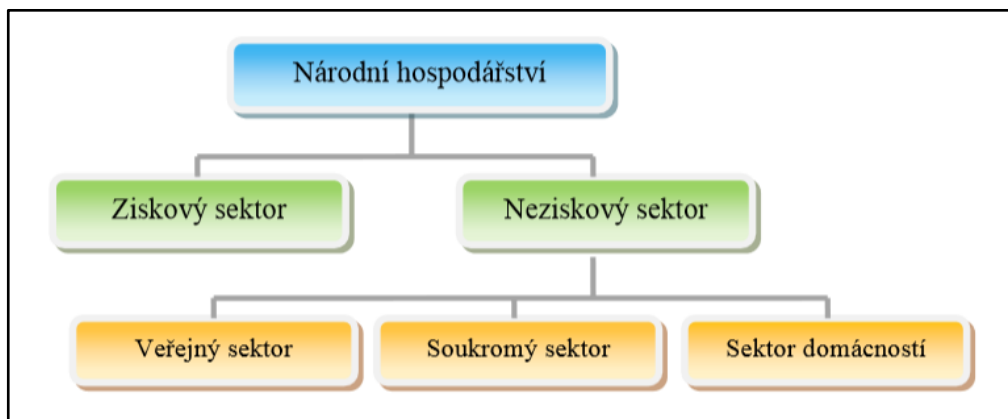 Národní hospodářství
Ziskový sektor
Neziskový sektor
Veřejný sektor
Soukromý sektor
Sektor domácností